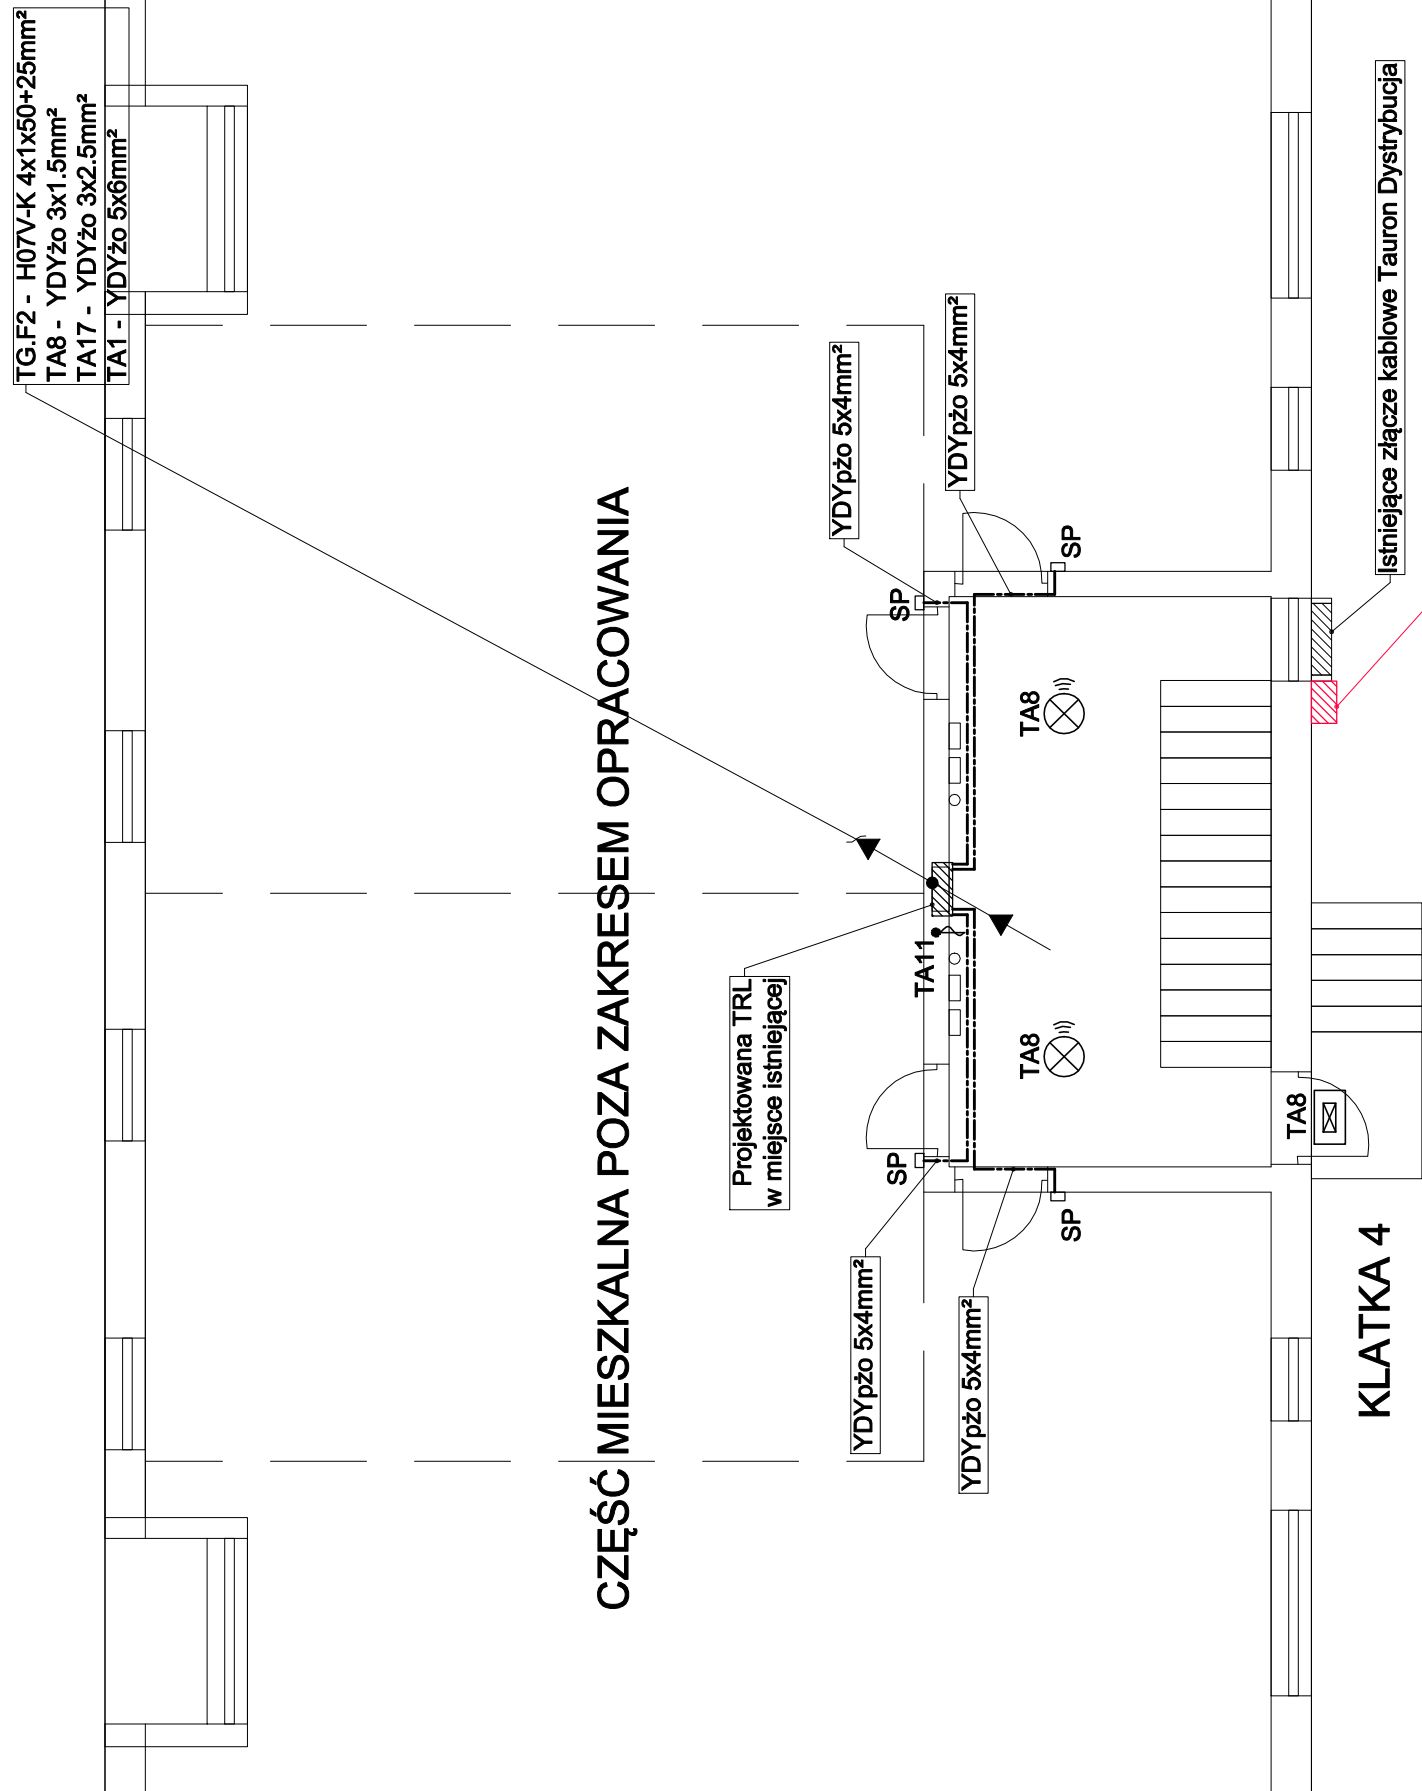 TG.F2 - H07V-K 4x1x50+25mm²
TA8 - YDYżo 3x1.5mm²
TA17 - YDYżo 3x2.5mm²
TA1 - YDYżo 5x6mm²
CZĘŚĆ MIESZKALNA POZA ZAKRESEM OPRACOWANIA
Projektowana TRL
w miejsce istniejącej
YDYpżo 5x4mm²
YDYpżo 5x4mm²
YDYpżo 5x4mm²
YDYpżo 5x4mm²
SP
SP
SP
SP
TA11
TA8
TA8
TA8
Istniejące złącze kablowe Tauron Dystrybucja
KLATKA 4